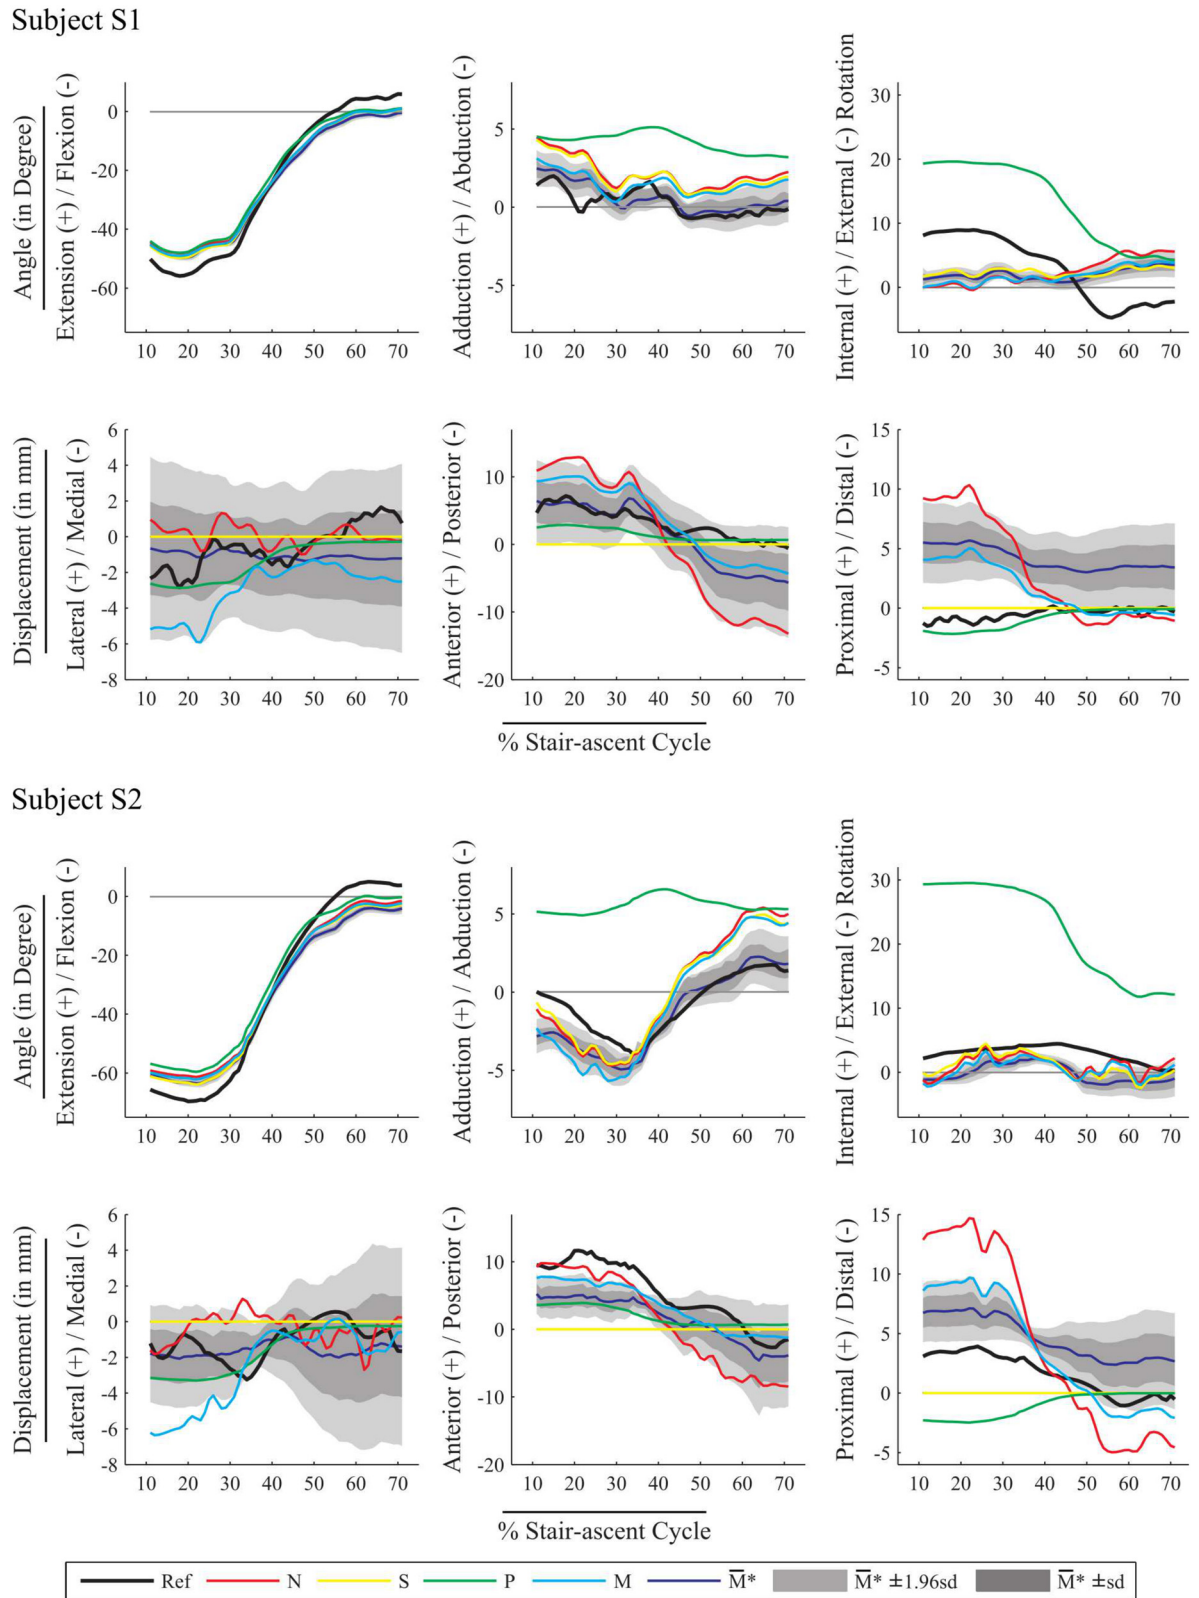 Subject S1
Angle (in Degree)
Extension (+) / Flexion (-)
0
-20
-40
-60
10 20 30 40 50 60 70
Adduction (+) / Abduction (-)
5
0
-5
10 20 30 40 50 60 70
Internal (+) / External (-) Rotation
30
20
10
0
10 20 30 40 50 60 70
Displacement (in mm)
Lateral (+) / Medial (-)
6
4
2
0
-2
-4
-6
-8
10 20 30 40 50 60 70
Anterior (+) / Posterior (-)
10
0
-10
-20
10 20 30 40 50 60 70
Proximal (+) / Distal (-)
15
10
5
0
-5
10 20 30 40 50 60 70
% Stair-ascent Cycle
Subject S2
Angle (in Degree)
Extension (+) / Flexion (-)
0
-20
-40
-60
10 20 30 40 50 60 70
Adduction (+) / Abduction (-)
5
0
-5
10 20 30 40 50 60 70
Internal (+) / External (-) Rotation
30
20
10
0
10 20 30 40 50 60 70
Displacement (in mm)
Lateral (+) / Medial (-)
6
4
2
0
-2
-4
-6
-8
10 20 30 40 50 60 70
Anterior (+) / Posterior (-)
10
0
-10
-20
10 20 30 40 50 60 70
Proximal (+) / Distal (-)
15
10
5
0
-5
10 20 30 40 50 60 70
% Stair-ascent Cycle
Ref N S P M M̅* M̅* ±1.96sd M̅* ±sd